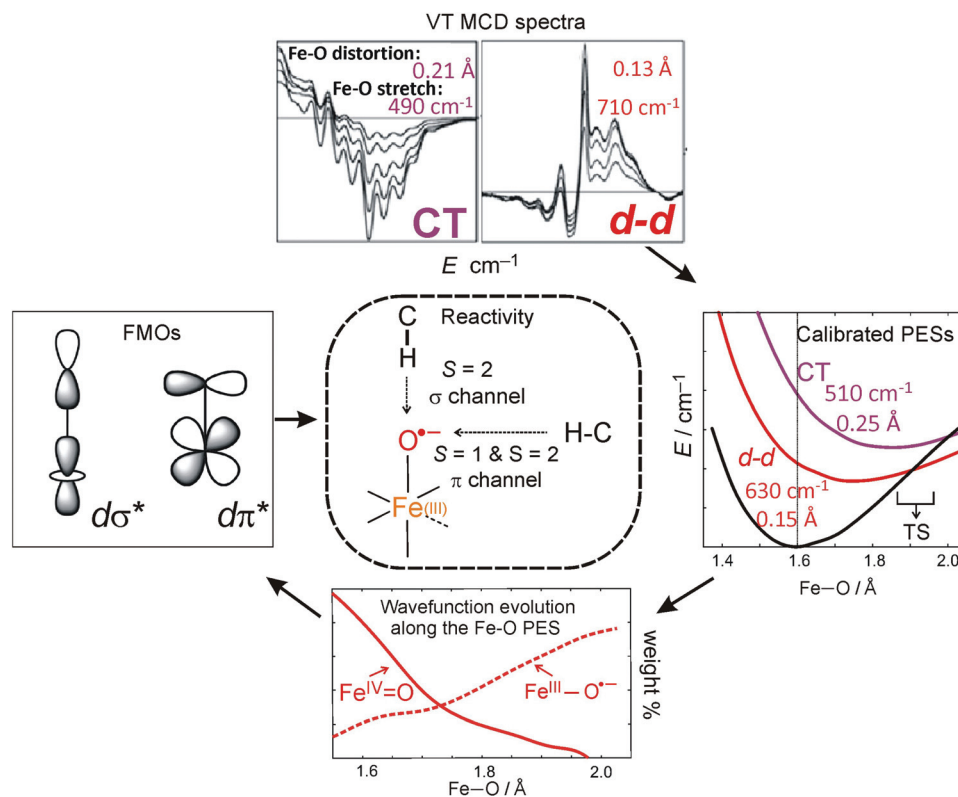 VT MCD spectra
Fe-O distortion:
0.21 Å
Fe-O stretch:
490 cm⁻¹
CT
0.13 Å
710 cm⁻¹
d-d
E cm⁻¹
FMOs
dσ*
dπ*
Reactivity
C
H
S = 2
σ channel
O•–
H-C
S = 1 & S = 2
π channel
Fe(III)
Calibrated PESs
CT
510 cm⁻¹
0.25 Å
d-d
630 cm⁻¹
0.15 Å
TS
E / cm⁻¹
1.4 1.6 1.8 2.0
Fe–O / Å
Wavefunction evolution
along the Fe-O PES
Feᴵⱽ=O
Feᴵᴵᴵ–O•–
weight %
1.6 1.8 2.0
Fe–O / Å